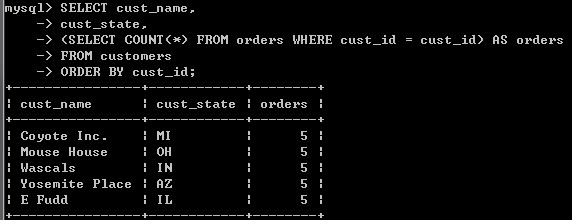 mysql> SELECT cust_name,
    -> cust_state,
    -> (SELECT COUNT(*) FROM orders WHERE cust_id = cust_id) AS orders
    -> FROM customers
    -> ORDER BY cust_id;
+----------------+------------+--------+
| cust_name      | cust_state | orders |
+----------------+------------+--------+
| Coyote Inc.    | MI         |      5 |
| Mouse House    | OH         |      5 |
| Wascals        | IN         |      5 |
| Yosemite Place | AZ         |      5 |
| E Fudd         | IL         |      5 |
+----------------+------------+--------+